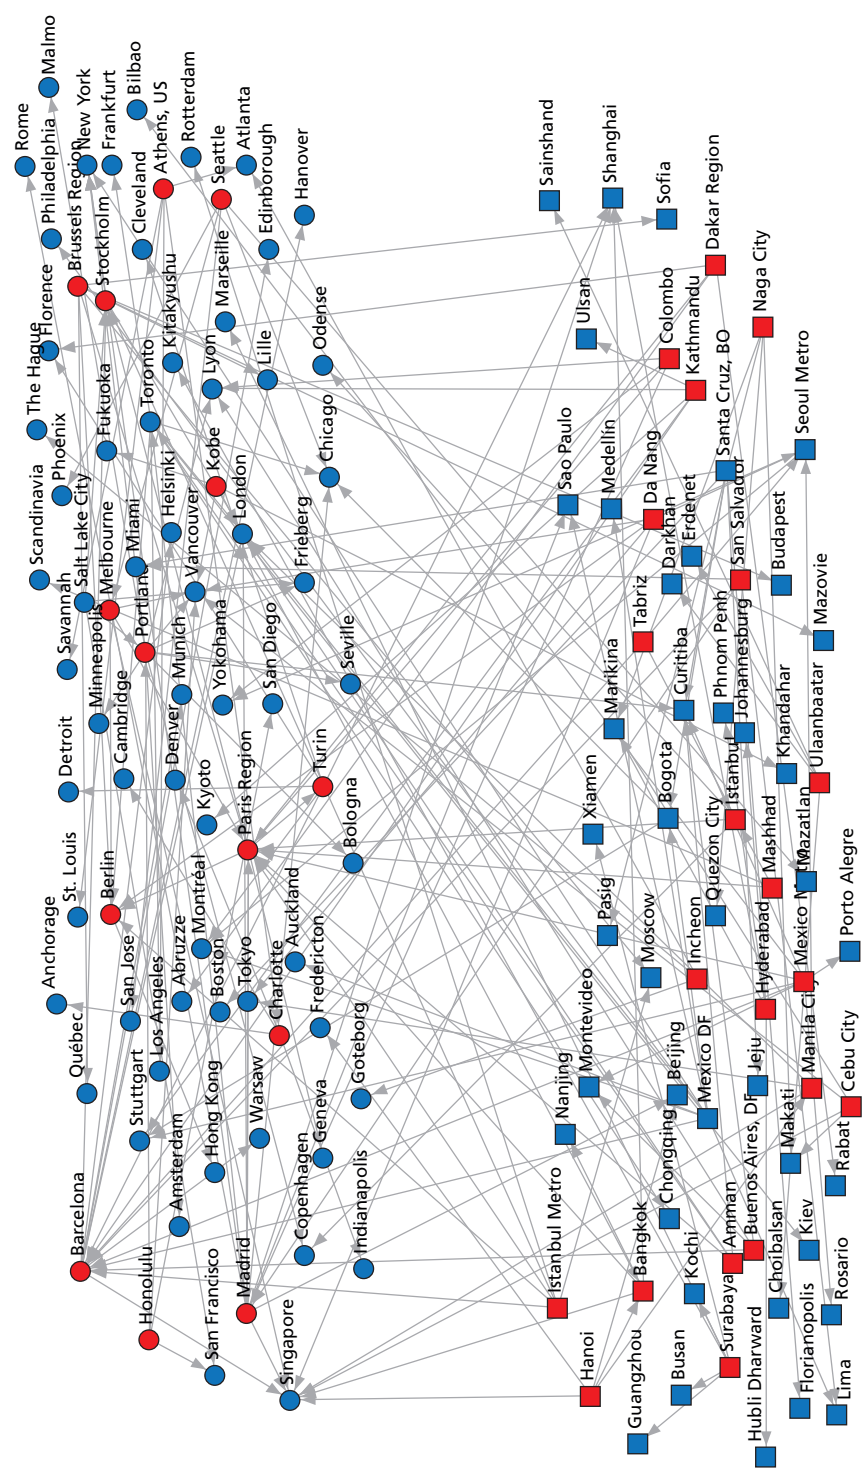 Rome
Malmo
Philadelphia
Brussels Region
New York
Frankfurt
Bilbao
Athens, US
Rotterdam
Seattle
Atlanta
Cleveland
Edinborough
Hanover
Florence
Stockholm
Kitakyushu
Marseille
The Hague
Toronto
Lyon
Lille
Odense
Fukuoka
Phoenix
Kobe
Chicago
Scandinavia
Salt Lake City
Melbourne
Miami
Helsinki
Vancouver
London
Frieberg
Savannah
Minneapolis
Portland
Munich
Yokohama
San Diego
Seville
Detroit
Cambridge
Denver
Kyoto
Paris Region
Turin
Bologna
St. Louis
Berlin
Anchorage
San Jose
Los Angeles
Abruzze
Montréal
Boston
Tokyo
Charlotte
Auckland
Fredericton
Québec
Stuttgart
Hong Kong
Warsaw
Geneva
Goteborg
Barcelona
Amsterdam
Copenhagen
Indianapolis
Honolulu
San Francisco
Madrid
Singapore
Sainshand
Shanghai
Sofia
Dakar Region
Ulsan
Colombo
Kathmandu
Naga City
Sao Paulo
Medellin
Da Nang
Santa Cruz, BO
Seoul Metro
Darkhan
Erdenet
San Salvador
Budapest
Tabriz
Mazovie
Marikina
Curitiba
Phnom Penh
Johannesburg
Khandahar
Ulaanbaatar
Xiamen
Bogota
Istanbul
Quezon City
Mashhad
Mazatlan
Porto Alegre
Pasig
Moscow
Incheon
Hyderabad
Manila City
Cebu City
Nanjing
Montevideo
Beijing
Mexico DF
Jeju
Makati
Rabat
Istanbul Metro
Bangkok
Chongqing
Kochi
Amman
Buenos Aires, DF
Choibalsan
Kiev
Rosario
Hanoi
Guangzhou
Busan
Surabaya
Hubli Dharward
Florianopolis
Lima